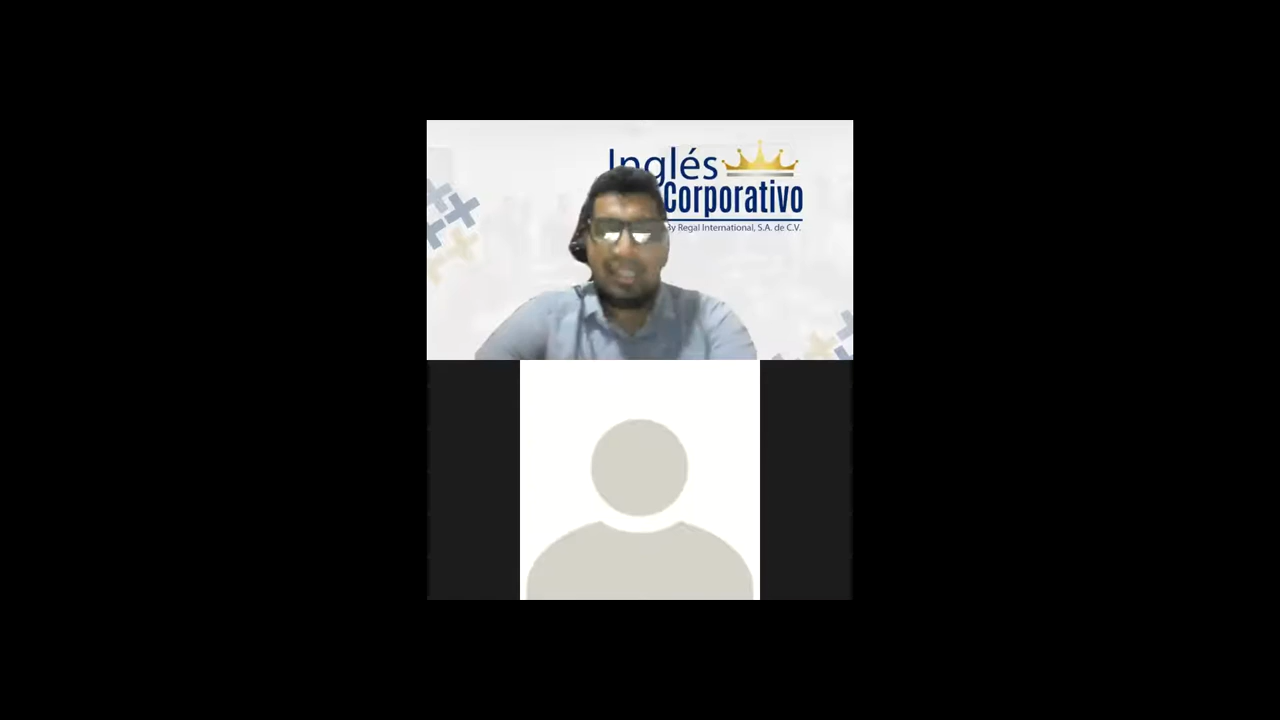 Inglés
Corporativo
By Regal International, S.A. de C.V.